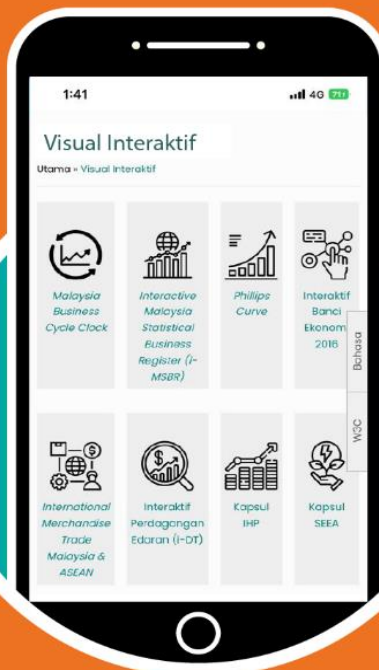 1:41
4G 71
Visual Interaktif
Utama » Visual Interaktif
Malaysia
Business
Cycle Clock
Interactive
Malaysia
Statistical
Business
Register (i-
MSBR)
Phillips
Curve
Interaktif
Banci
Ekonomi
2016
Bahasa
W3C
International
Merchandise
Trade
Malaysia &
ASEAN
Interaktif
Perdagangan
Edaran (i-DT)
Kapsul
IHP
Kapsul
SEEA